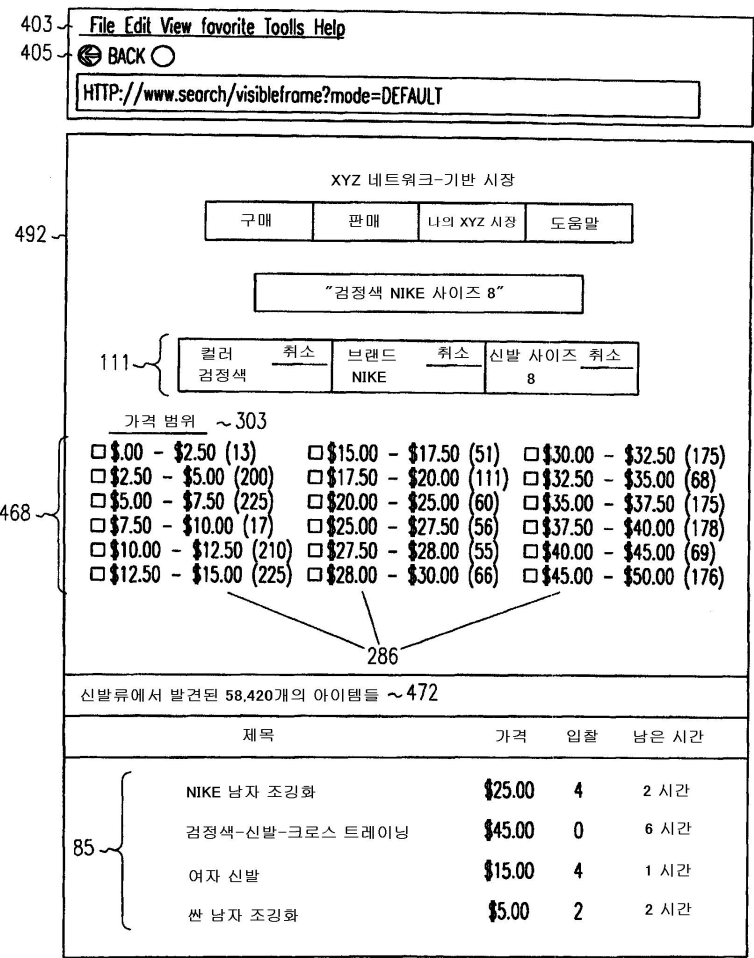 403 File Edit View favorite Toolls Help
405 BACK
HTTP://www.search/visibleframe?mode=DEFAULT
XYZ 네트워크-기반 시장
492
구매 판매 나의 XYZ 시장 도움말
"검정색 NIKE 사이즈 8"
111
컬러 취소 브랜드 취소 신발 사이즈 취소
검정색 NIKE 8
가격 범위 ~303
$.00 - $2.50 (13) $15.00 - $17.50 (51) $30.00 - $32.50 (175)
$2.50 - $5.00 (200) $17.50 - $20.00 (111) $32.50 - $35.00 (68)
468 $5.00 - $7.50 (225) $20.00 - $25.00 (60) $35.00 - $37.50 (175)
$7.50 - $10.00 (17) $25.00 - $27.50 (56) $37.50 - $40.00 (178)
$10.00 - $12.50 (210) $27.50 - $28.00 (55) $40.00 - $45.00 (69)
$12.50 - $15.00 (225) $28.00 - $30.00 (66) $45.00 - $50.00 (176)
286
신발류에서 발견된 58,420개의 아이템들 ~472
제목 가격 입찰 남은 시간
NIKE 남자 조깅화 $25.00 4 2 시간
85 검정색-신발-크로스 트레이닝 $45.00 0 6 시간
여자 신발 $15.00 4 1 시간
싼 남자 조깅화 $5.00 2 2 시간